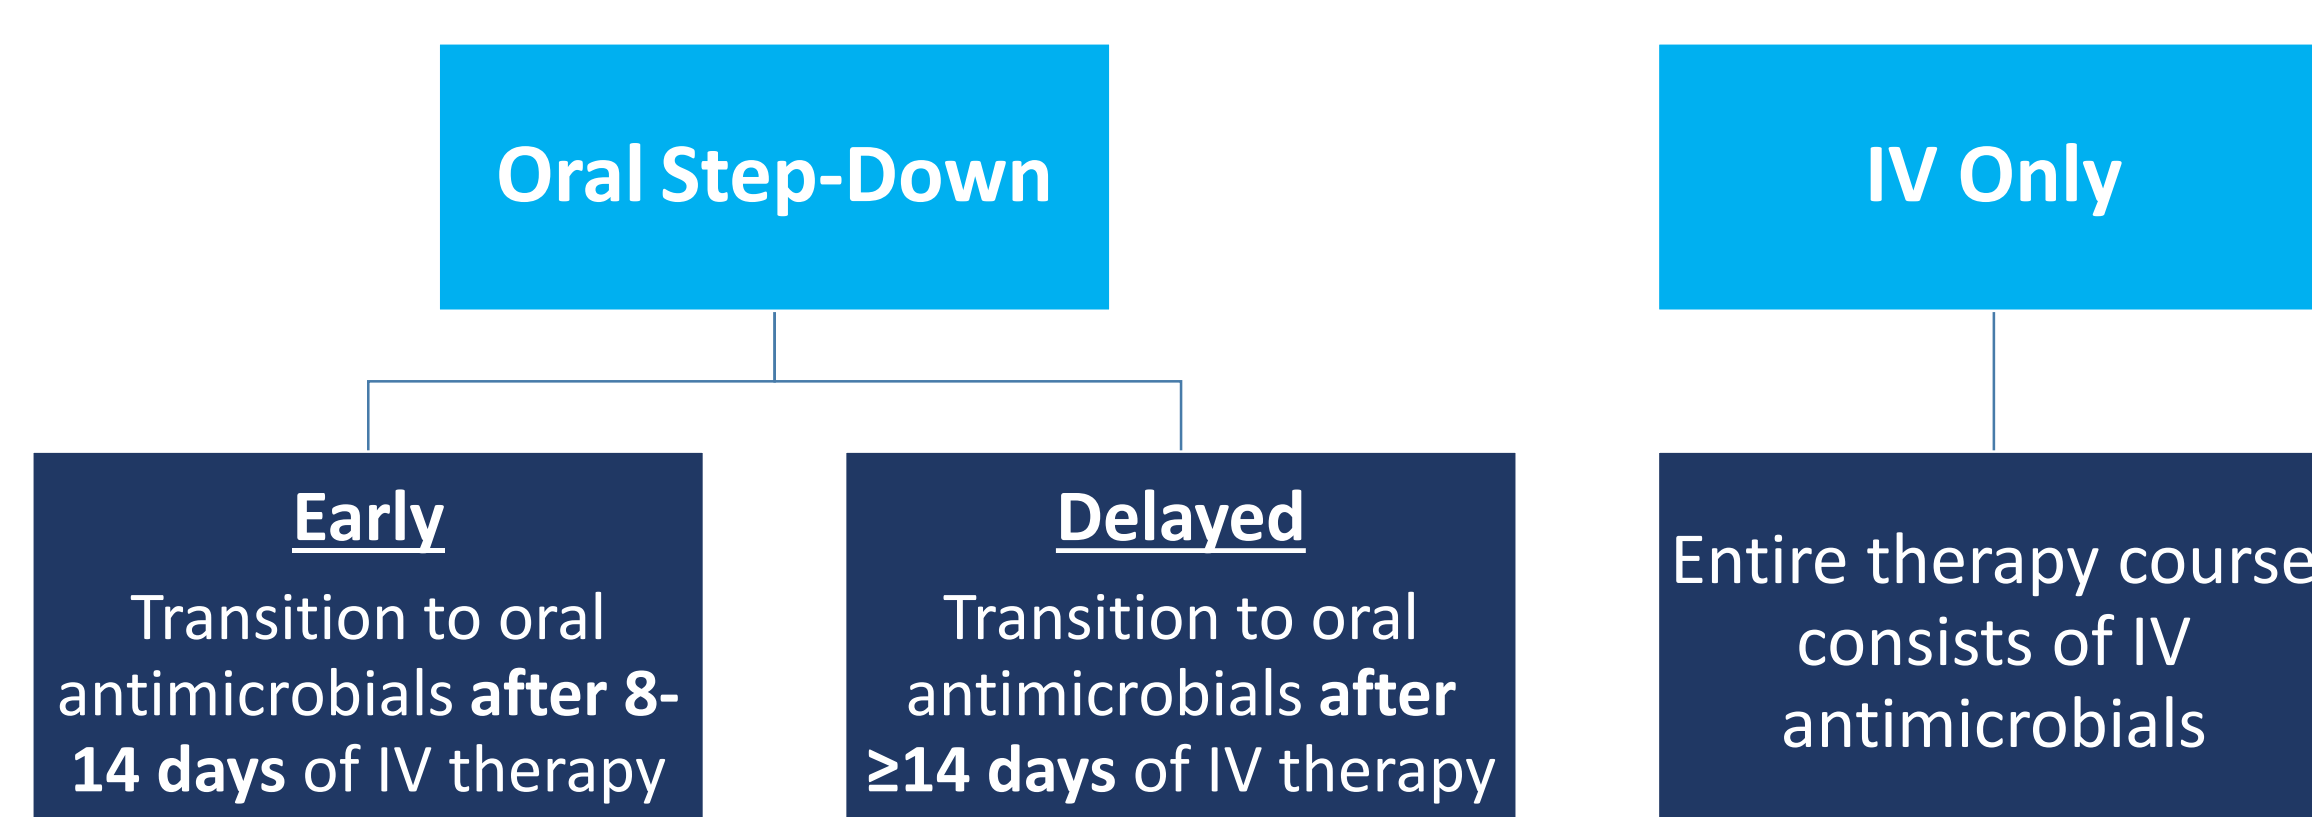 Oral Step-Down
IV Only
Early
Transition to oral
antimicrobials after 8-
14 days of IV therapy
Delayed
Transition to oral
antimicrobials after
≥14 days of IV therapy
Entire therapy course
consists of IV
antimicrobials